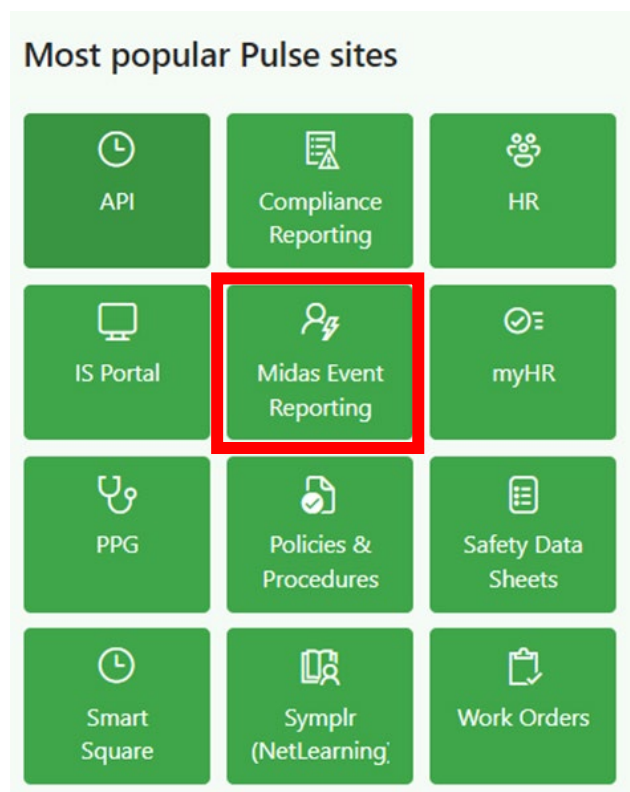 Most popular Pulse sites
API
Compliance
Reporting
HR
IS Portal
Midas Event
Reporting
myHR
PPG
Policies &
Procedures
Safety Data
Sheets
Smart
Square
Symplr
(NetLearning)
Work Orders